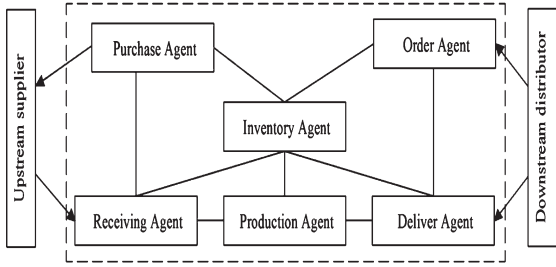 Upstream supplier
Purchase Agent
Order Agent
Inventory Agent
Receiving Agent
Production Agent
Deliver Agent
Downstream distributor